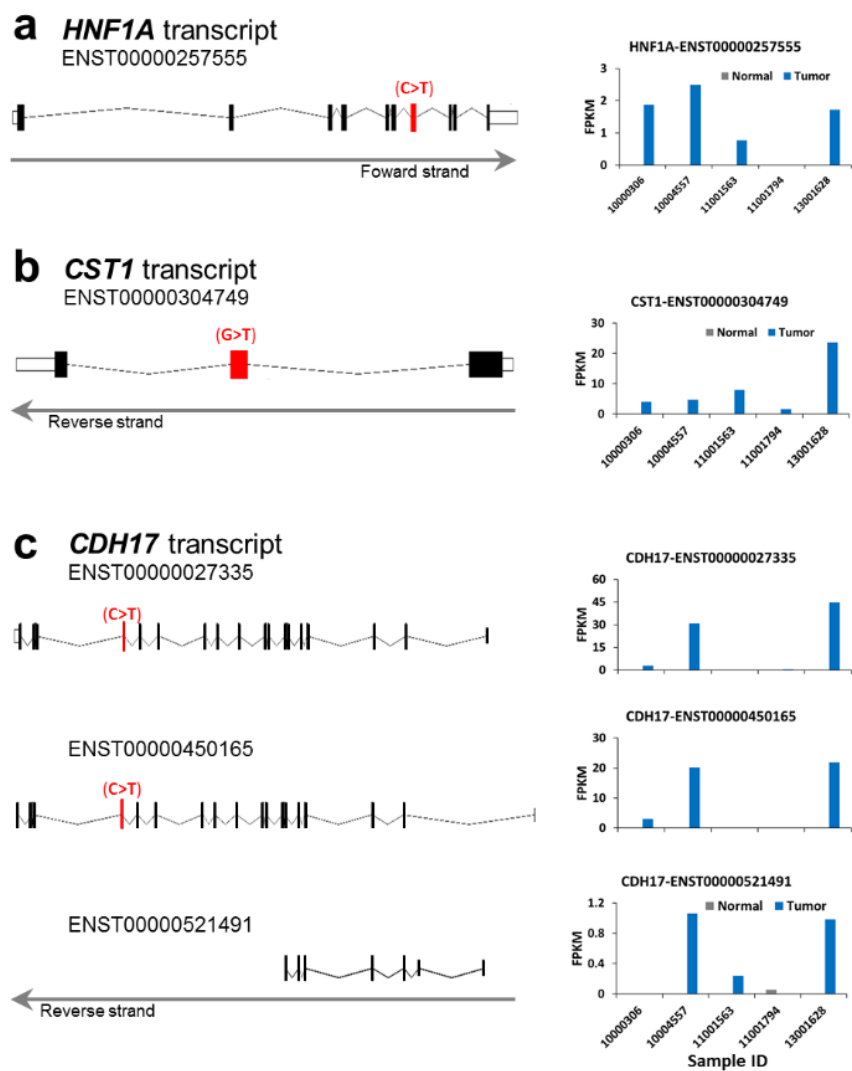 a HNF1A transcript
ENST00000257555
(C>T)
Foward strand
HNF1A-ENST00000257555
Normal Tumor
FPKM
3
2
1
0
10000306 10004557 11001563 11001794 13001628
b CST1 transcript
ENST00000304749
(G>T)
Reverse strand
CST1-ENST00000304749
Normal Tumor
FPKM
30
20
10
0
10000306 10004557 11001563 11001794 13001628
c CDH17 transcript
ENST00000027335
(C>T)
CDH17-ENST00000027335
FPKM
60
45
30
15
0
ENST00000450165
(C>T)
CDH17-ENST00000450165
FPKM
30
20
10
0
ENST00000521491
Reverse strand
CDH17-ENST00000521491
Normal Tumor
FPKM
1.2
0.8
0.4
0
10000306 10004557 11001563 11001794 13001628
Sample ID